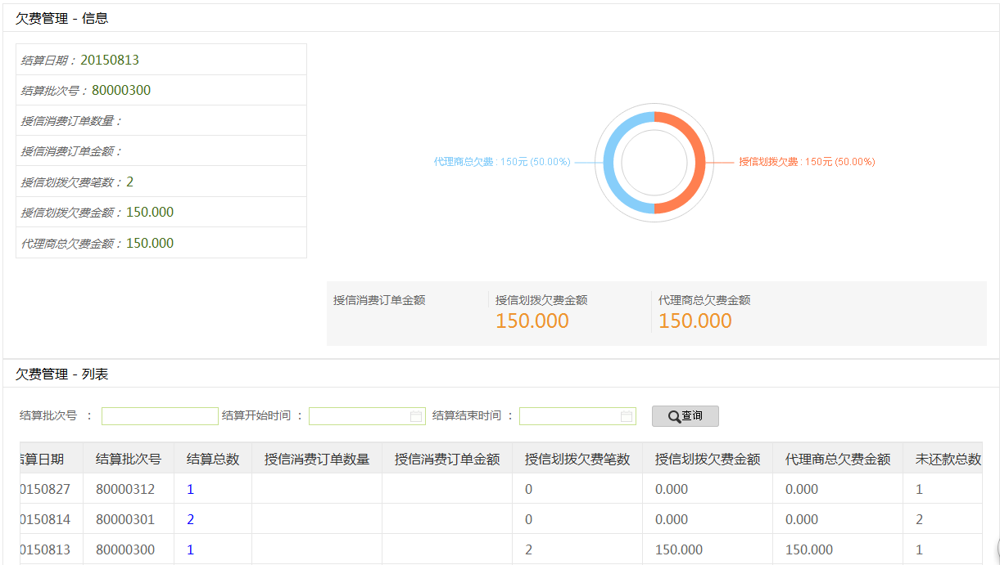 欠费管理 - 信息
结算日期： 20150813
结算批次号： 80000300
授信消费订单数量：
授信消费订单金额：
授信划拨欠费笔数： 2
授信划拨欠费金额： 150.000
代理商总欠费金额： 150.000
代理商总欠费 : 150元 (50.00%) 授信划拨欠费 : 150元 (50.00%)
授信消费订单金额 授信划拨欠费金额 代理商总欠费金额
150.000 150.000
欠费管理 - 列表
结算批次号 ： 结算开始时间 ： 结算结束时间 ： 查询
算日期 结算批次号 结算总数 授信消费订单数量 授信消费订单金额 授信划拨欠费笔数 授信划拨欠费金额 代理商总欠费金额 未还款总数
0150827 80000312 1 0 0.000 0.000 1
0150814 80000301 2 0 0.000 0.000 2
0150813 80000300 1 2 150.000 150.000 1